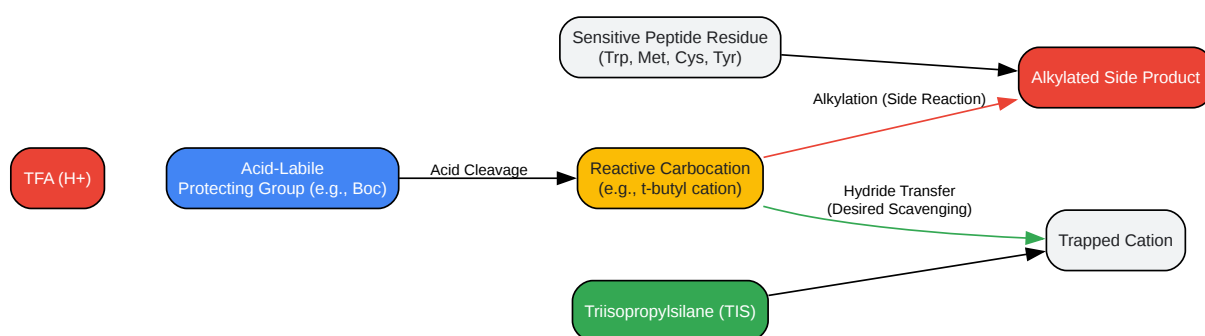 Sensitive Peptide Residue
(Trp, Met, Cys, Tyr)
Alkylated Side Product
Alkylation (Side Reaction)
TFA (H+)
Acid-Labile
Protecting Group (e.g., Boc)
Acid Cleavage
Reactive Carbocation
(e.g., t-butyl cation)
Hydride Transfer
(Desired Scavenging)
Trapped Cation
Triisopropylsilane (TIS)